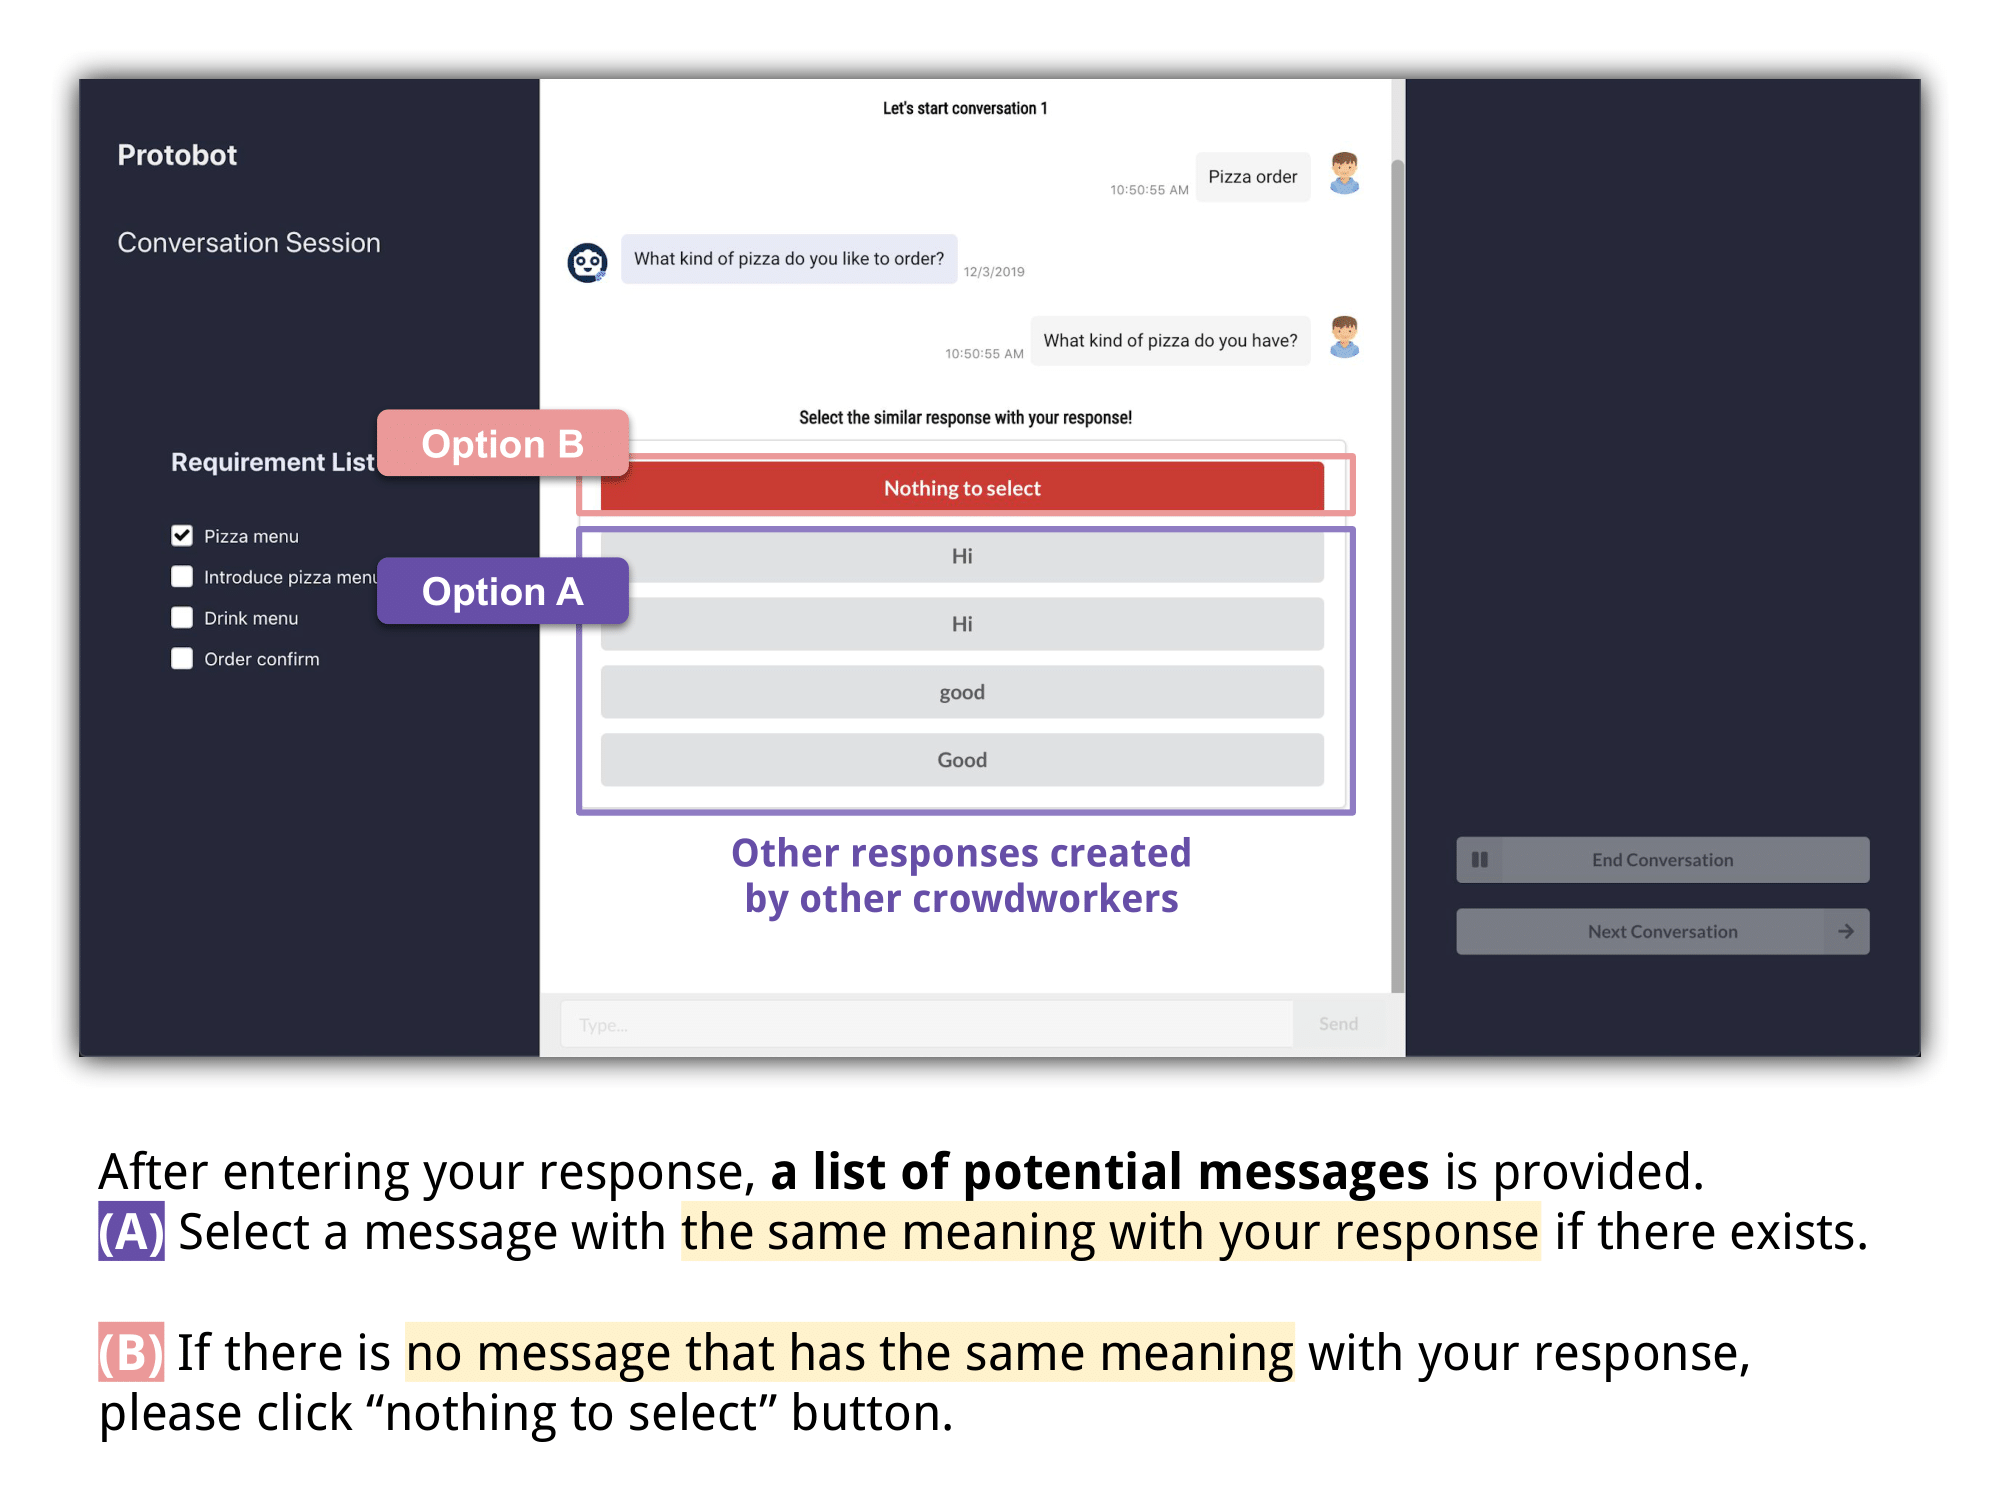 Protobot
Conversation Session
Requirement List
Pizza menu
Introduce pizza menu
Drink menu
Order confirm
Let's start conversation 1
Pizza order
10:50:55 AM
What kind of pizza do you like to order?
12/3/2019
What kind of pizza do you have?
10:50:55 AM
Select the similar response with your response!
Option B
Nothing to select
Option A
Hi
Hi
good
Good
Other responses created
by other crowdworkers
Type...
Send
End Conversation
Next Conversation
After entering your response, a list of potential messages is provided.
(A) Select a message with the same meaning with your response if there exists.
(B) If there is no message that has the same meaning with your response,
please click “nothing to select” button.